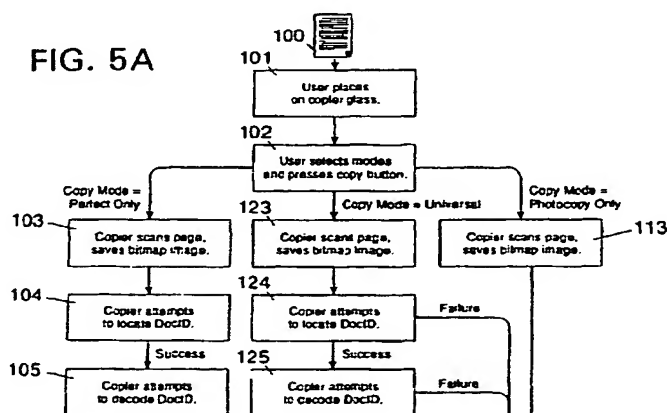 FIG. 5A
100
101
User places
on copier glass.
102
User selects modes
and presses copy button.
Copy Mode =
Perfect Only
Copy Mode = Universal
Copy Mode =
Photocopy Only
103
Copier scans page,
saves bitmap image.
123
Copier scans page,
saves bitmap image.
Copier scans page,
saves bitmap image.
113
104
Copier attempts
to locate DocID.
124
Copier attempts
to locate DocID.
Failure
Success
Success
105
Copier attempts
to decode DocID.
125
Copier attempts
to decode DocID.
Failure